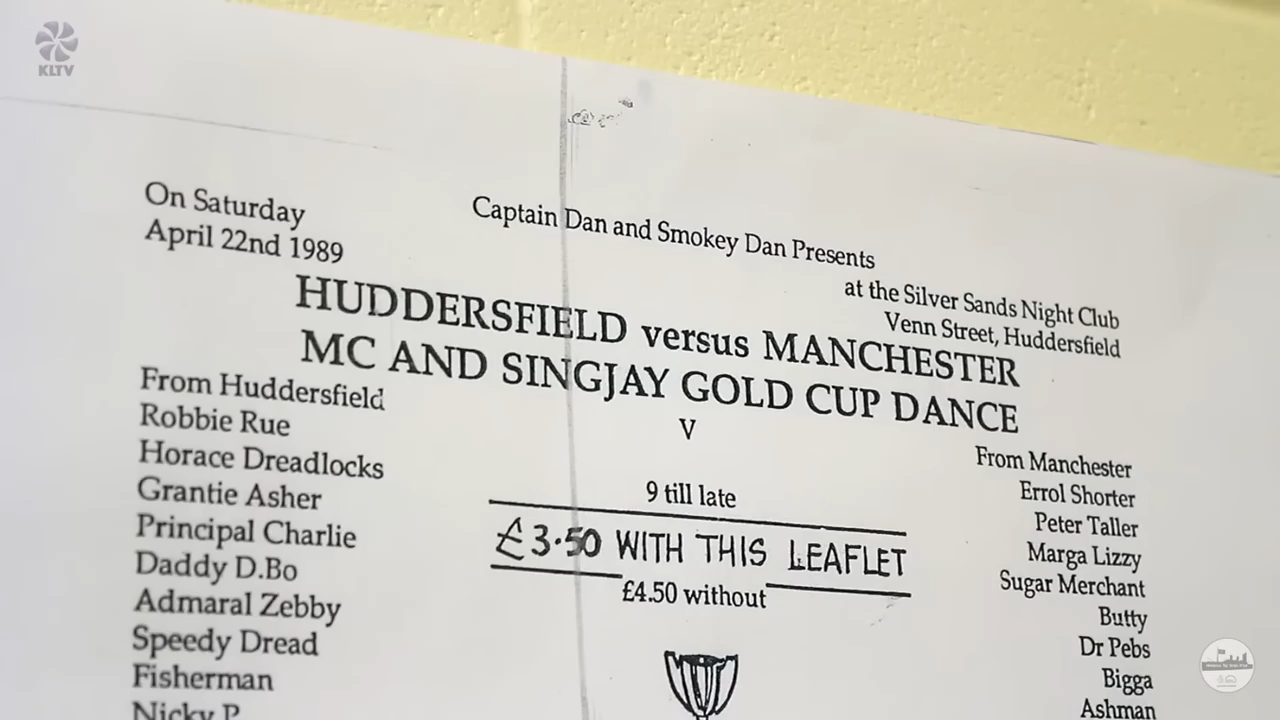 KLTV
On Saturday
April 22nd 1989
Captain Dan and Smokey Dan Presents
at the Silver Sands Night Club
Venn Street, Huddersfield
HUDDERSFIELD versus MANCHESTER
MC AND SINGJAY GOLD CUP DANCE
V
From Huddersfield
Robbie Rue
Horace Dreadlocks
Grantie Asher
Principal Charlie
Daddy D.Bo
Admaral Zebby
Speedy Dread
Fisherman
Nicky P
9 till late
£3.50 WITH THIS LEAFLET
£4.50 without
From Manchester
Errol Shorter
Peter Taller
Marga Lizzy
Sugar Merchant
Butty
Dr Pebs
Bigga
Ashman